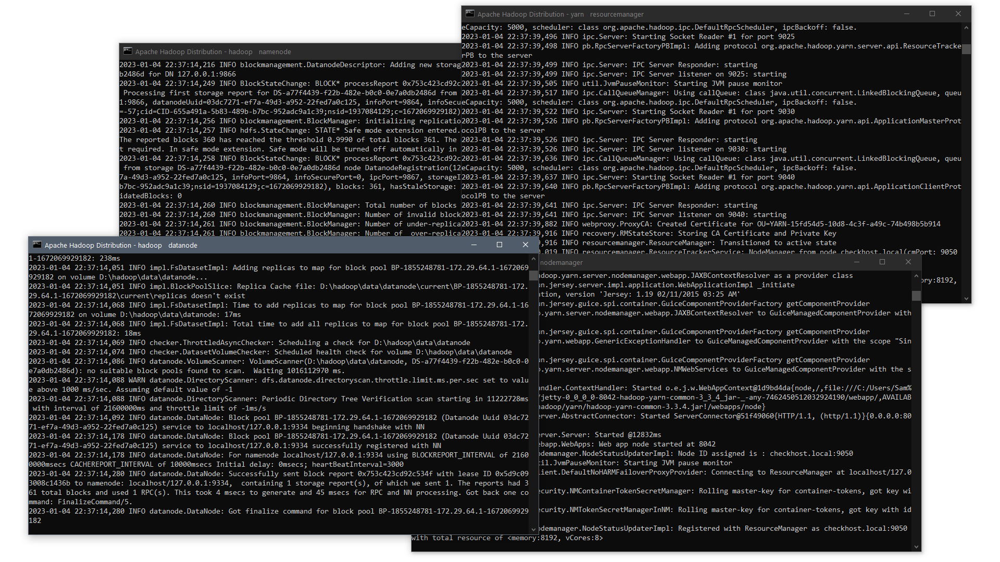 Apache Hadoop Distribution - yarn   resourcemanager
eCapacity: 5000, scheduler: class org.apache.hadoop.ipc.DefaultRpcScheduler, ipcBackoff: false.
2023-01-04 22:37:39,496 INFO ipc.Server: Starting Socket Reader #1 for port 9025
2023-01-04 22:37:39,498 INFO pb.RpcServerFactoryPBImpl: Adding protocol org.apache.hadoop.yarn.server.api.ResourceTracke
rPB to the server
2023-01-04 22:37:39,499 INFO ipc.Server: IPC Server Responder: starting
2023-01-04 22:37:39,499 INFO ipc.Server: IPC Server listener on 9025: starting
2023-01-04 22:37:39,505 INFO util.JvmPauseMonitor: Starting JVM pause monitor
2023-01-04 22:37:39,517 INFO ipc.CallQueueManager: Using callQueue: class java.util.concurrent.LinkedBlockingQueue, queu
eCapacity: 5000, scheduler: class org.apache.hadoop.ipc.DefaultRpcScheduler, ipcBackoff: false.
2023-01-04 22:37:39,522 INFO ipc.Server: Starting Socket Reader #1 for port 9030
2023-01-04 22:37:39,526 INFO pb.RpcServerFactoryPBImpl: Adding protocol org.apache.hadoop.yarn.api.ApplicationMasterProt
ocolPB to the server
2023-01-04 22:37:39,526 INFO ipc.Server: IPC Server Responder: starting
2023-01-04 22:37:39,526 INFO ipc.Server: IPC Server listener on 9030: starting
2023-01-04 22:37:39,636 INFO ipc.CallQueueManager: Using callQueue: class java.util.concurrent.LinkedBlockingQueue, queu
eCapacity: 5000, scheduler: class org.apache.hadoop.ipc.DefaultRpcScheduler, ipcBackoff: false.
2023-01-04 22:37:39,637 INFO ipc.Server: Starting Socket Reader #1 for port 9040
2023-01-04 22:37:39,640 INFO pb.RpcServerFactoryPBImpl: Adding protocol org.apache.hadoop.yarn.api.ApplicationClientProt
ocolPB to the server
2023-01-04 22:37:39,641 INFO ipc.Server: IPC Server Responder: starting
2023-01-04 22:37:39,641 INFO ipc.Server: IPC Server listener on 9040: starting
2023-01-04 22:37:39,882 INFO webproxy.ProxyCA: Created Certificate for OU=YARN-15fd54d5-10d8-4c3f-a49c-74b498b5b914
,916 INFO recovery.RMStateStore: Storing CA Certificate and Private Key
,916 INFO resourcemanager.ResourceManager: Transitioned to active state
,019 INFO resourcemanager.ResourceTrackerService: NodeManager from node checkhost.local(cmPort: 9050
ory:8192,
Apache Hadoop Distribution - hadoop   namenode
2023-01-04 22:37:14,216 INFO blockmanagement.DatanodeDescriptor: Adding new storag
b2486d for DN 127.0.0.1:9866
2023-01-04 22:37:14,249 INFO BlockStateChange: BLOCK* processReport 0x753c423cd92c
 Processing first storage report for DS-a77f4439-f22b-482e-b0c0-0e7a0db2486d from
1:9866, datanodeUuid=03dc7271-ef7a-49d3-a952-22fed7a0c125, infoPort=9864, infoSecu
=-57;cid=CID-655a491a-5b83-489b-b7bc-952adc9a1c39;nsid=1937084129;c=1672069929182)
2023-01-04 22:37:14,256 INFO blockmanagement.BlockManager: initializing replicatio
2023-01-04 22:37:14,257 INFO hdfs.StateChange: STATE* Safe mode extension entered.
The reported blocks 360 has reached the threshold 0.9990 of total blocks 361. The
t required. In safe mode extension. Safe mode will be turned off automatically in
2023-01-04 22:37:14,258 INFO BlockStateChange: BLOCK* processReport 0x753c423cd92c
 from storage DS-a77f4439-f22b-482e-b0c0-0e7a0db2486d node DatanodeRegistration(12
7a-49d3-a952-22fed7a0c125, infoPort=9864, infoSecurePort=0, ipcPort=9867, storageI
b7bc-952adc9a1c39;nsid=1937084129;c=1672069929182), blocks: 361, hasStaleStorage:
idatedBlocks: 0
2023-01-04 22:37:14,260 INFO blockmanagement.BlockManager: Total number of blocks
2023-01-04 22:37:14,260 INFO blockmanagement.BlockManager: Number of invalid block
2023-01-04 22:37:14,261 INFO blockmanagement.BlockManager: Number of under-replica
2023-01-04 22:37:14,261 INFO blockmanagement.BlockManager: Number of  over-replica
Apache Hadoop Distribution - hadoop   datanode
1-1672069929182: 238ms
2023-01-04 22:37:14,051 INFO impl.FsDatasetImpl: Adding replicas to map for block pool BP-1855248781-172.29.64.1-1672069
929182 on volume D:\hadoop\data\datanode...
2023-01-04 22:37:14,051 INFO impl.BlockPoolSlice: Replica Cache file: D:\hadoop\data\datanode\current\BP-1855248781-172.
29.64.1-1672069929182\current\replicas doesn't exist
2023-01-04 22:37:14,068 INFO impl.FsDatasetImpl: Time to add replicas to map for block pool BP-1855248781-172.29.64.1-16
72069929182 on volume D:\hadoop\data\datanode: 17ms
2023-01-04 22:37:14,068 INFO impl.FsDatasetImpl: Total time to add all replicas to map for block pool BP-1855248781-172.
29.64.1-1672069929182: 18ms
2023-01-04 22:37:14,069 INFO checker.ThrottledAsyncChecker: Scheduling a check for D:\hadoop\data\datanode
2023-01-04 22:37:14,074 INFO checker.DatasetVolumeChecker: Scheduled health check for volume D:\hadoop\data\datanode
2023-01-04 22:37:14,086 INFO datanode.VolumeScanner: VolumeScanner(D:\hadoop\data\datanode, DS-a77f4439-f22b-482e-b0c0-0
e7a0db2486d): no suitable block pools found to scan.  Waiting 1016112970 ms.
2023-01-04 22:37:14,088 WARN datanode.DirectoryScanner: dfs.datanode.directoryscan.throttle.limit.ms.per.sec set to valu
e above 1000 ms/sec. Assuming default value of -1
2023-01-04 22:37:14,088 INFO datanode.DirectoryScanner: Periodic Directory Tree Verification scan starting in 11222728ms
 with interval of 21600000ms and throttle limit of -1ms/s
2023-01-04 22:37:14,092 INFO datanode.DataNode: Block pool BP-1855248781-172.29.64.1-1672069929182 (Datanode Uuid 03dc72
71-ef7a-49d3-a952-22fed7a0c125) service to localhost/127.0.0.1:9334 beginning handshake with NN
2023-01-04 22:37:14,178 INFO datanode.DataNode: Block pool BP-1855248781-172.29.64.1-1672069929182 (Datanode Uuid 03dc72
71-ef7a-49d3-a952-22fed7a0c125) service to localhost/127.0.0.1:9334 successfully registered with NN
2023-01-04 22:37:14,178 INFO datanode.DataNode: For namenode localhost/127.0.0.1:9334 using BLOCKREPORT_INTERVAL of 2160
0000msecs CACHEREPORT_INTERVAL of 10000msecs Initial delay: 0msecs; heartBeatInterval=3000
2023-01-04 22:37:14,280 INFO datanode.DataNode: Successfully sent block report 0x753c423cd92c534f with lease ID 0x5d9c09
3008c1436b to namenode: localhost/127.0.0.1:9334,  containing 1 storage report(s), of which we sent 1. The reports had 3
61 total blocks and used 1 RPC(s). This took 4 msecs to generate and 45 msecs for RPC and NN processing. Got back one co
mmand: FinalizeCommand/5.
2023-01-04 22:37:14,280 INFO datanode.DataNode: Got finalize command for block pool BP-1855248781-172.29.64.1-1672069929
182
nodemanager
adoop.yarn.server.nodemanager.webapp.JAXBContextResolver as a provider class
un.jersey.server.impl.application.WebApplicationImpl _initiate
ation, version 'Jersey: 1.19 02/11/2015 03:25 AM'
un.jersey.guice.spi.container.GuiceComponentProviderFactory getComponentProvider
p.yarn.server.nodemanager.webapp.JAXBContextResolver to GuiceManagedComponentProvider with
un.jersey.guice.spi.container.GuiceComponentProviderFactory getComponentProvider
p.yarn.webapp.GenericExceptionHandler to GuiceManagedComponentProvider with the scope "Sin
un.jersey.guice.spi.container.GuiceComponentProviderFactory getComponentProvider
p.yarn.server.nodemanager.webapp.NMWebServices to GuiceManagedComponentProvider with the s
andler.ContextHandler: Started o.e.j.w.WebAppContext@1d9bd4da{node,/,file:///C:/Users/Sam%
/jetty-0_0_0_0-8042-hadoop-yarn-common-3_3_4_jar-_-any-7462450512032924190/webapp/,AVAILAB
hadoop/yarn/hadoop-yarn-common-3.3.4.jar!/webapps/node}
erver.AbstractConnector: Started ServerConnector@51f49060{HTTP/1.1, (http/1.1)}{0.0.0.0:80
erver.Server: Started @12832ms
ebapp.WebApps: Web app node started at 8042
odemanager.NodeStatusUpdaterImpl: Node ID assigned is : checkhost.local:9050
til.JvmPauseMonitor: Starting JVM pause monitor
lient.DefaultNoHARMFailoverProxyProvider: Connecting to ResourceManager at localhost/127.0
ecurity.NMContainerTokenSecretManager: Rolling master-key for container-tokens, got key wi
ecurity.NMTokenSecretManagerInNM: Rolling master-key for container-tokens, got key with id
odemanager.NodeStatusUpdaterImpl: Registered with ResourceManager as checkhost.local:9050
with total resource of <memory:8192, vCores:8>